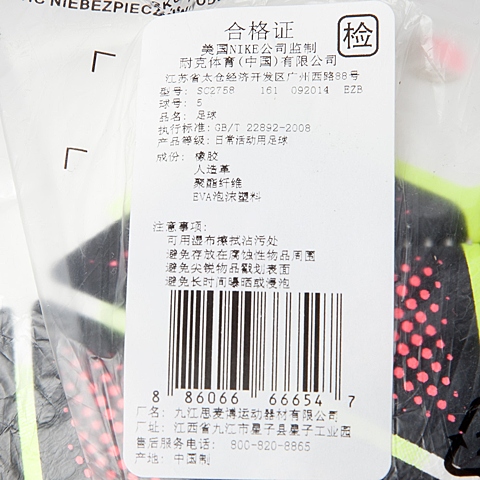 NIEBEZPIECZ
合格证
检
美国NIKE公司监制
耐克体育(中国)有限公司
江苏省太仓经济开发区广州西路88号
型号: SC2758 161 092014 EZB
球号: 5
品名: 足球
执行标准:GB/T 22892-2008
产品等级:日常活动用足球
成份: 橡胶
人造革
聚酯纤维
EVA泡沫塑料
注意事项:
可用湿布擦拭沾污处
避免存放在腐蚀性物品周围
避免尖锐物品戳划表面
避免长时间曝晒或浸泡
8 86066 66654 7
厂名: 九江思麦博运动器材有限公司
厂址: 江西省九江市星子县星子工业园
售后服务电话: 800-820-8865
产地: 中国制